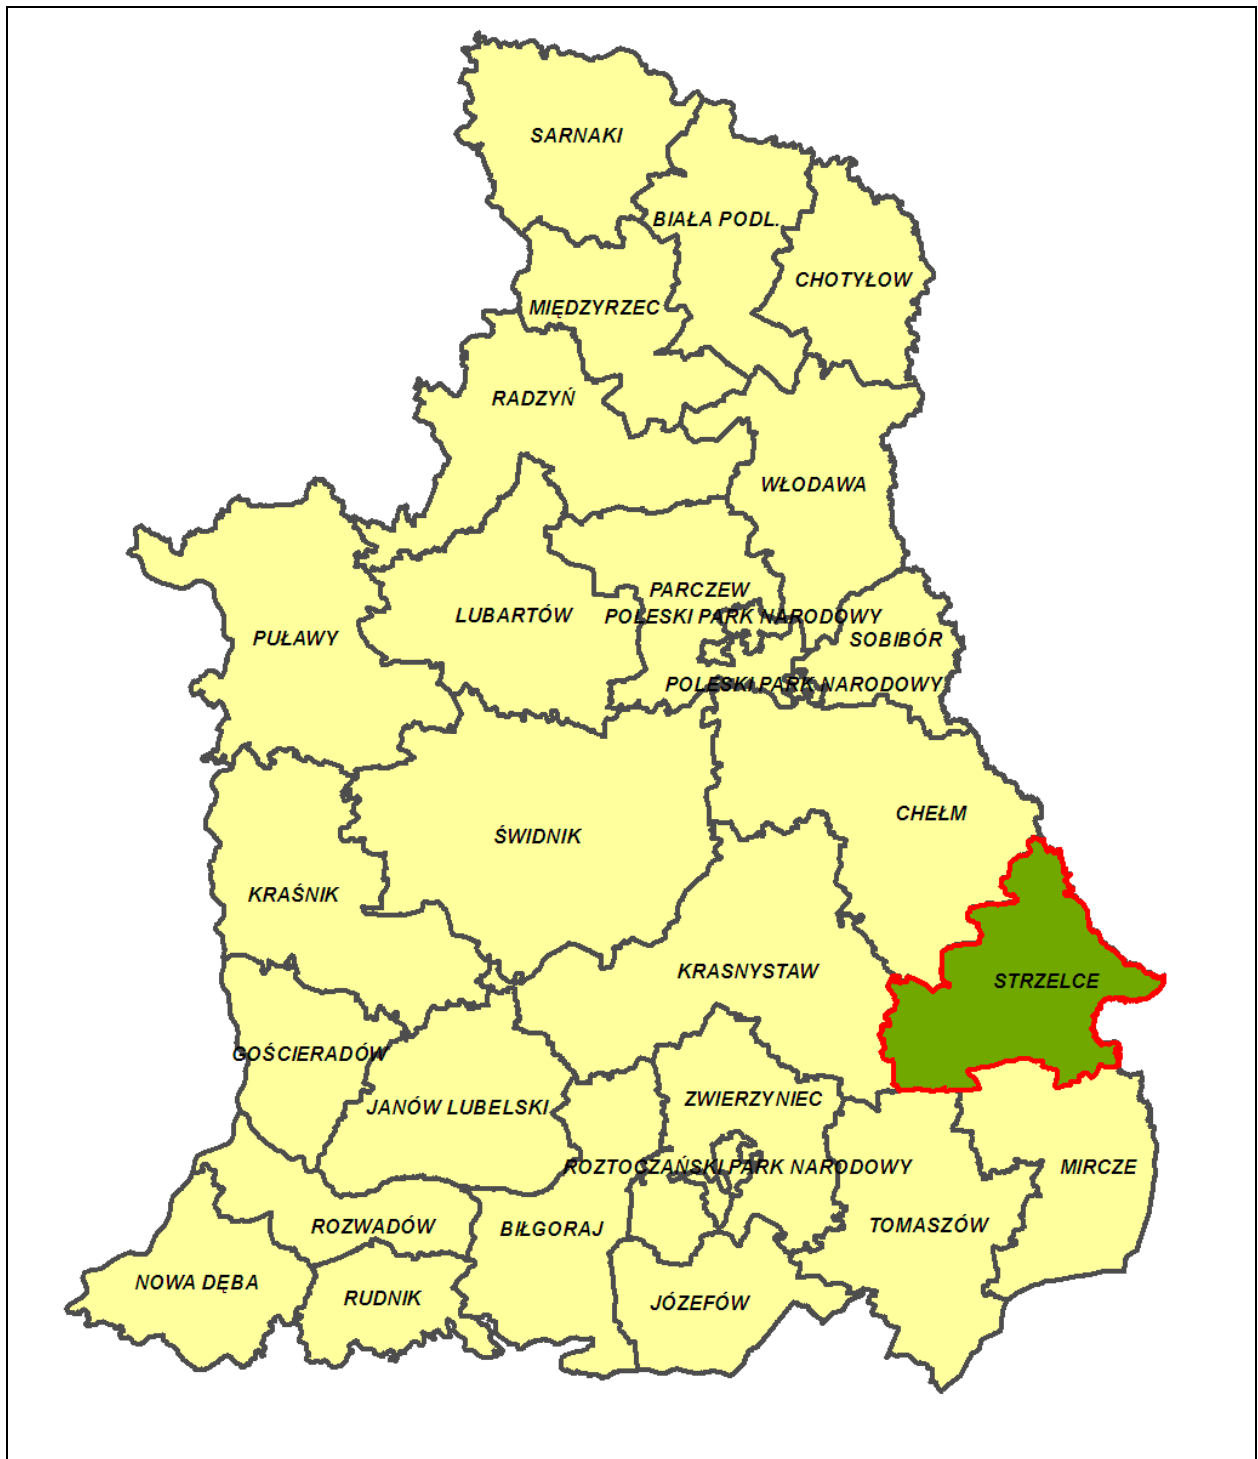 SARNAKI
BIAŁA PODL.
CHOTYŁOW
MIĘDZYRZEC
RADZYŃ
WŁODAWA
PARCZEW
LUBARTÓW
POLESKI PARK NARODOWY
PUŁAWY
SOBIBÓR
POLESKI PARK NARODOWY
CHEŁM
ŚWIDNIK
KRAŚNIK
KRASNYSTAW
STRZELCE
GOŚCIERADÓW
ZWIERZYNIEC
JANÓW LUBELSKI
ROZTOCZAŃSKI PARK NARODOWY
MIRCZE
ROZWADÓW
BIŁGORAJ
TOMASZÓW
NOWA DĘBA
RUDNIK
JÓZEFÓW